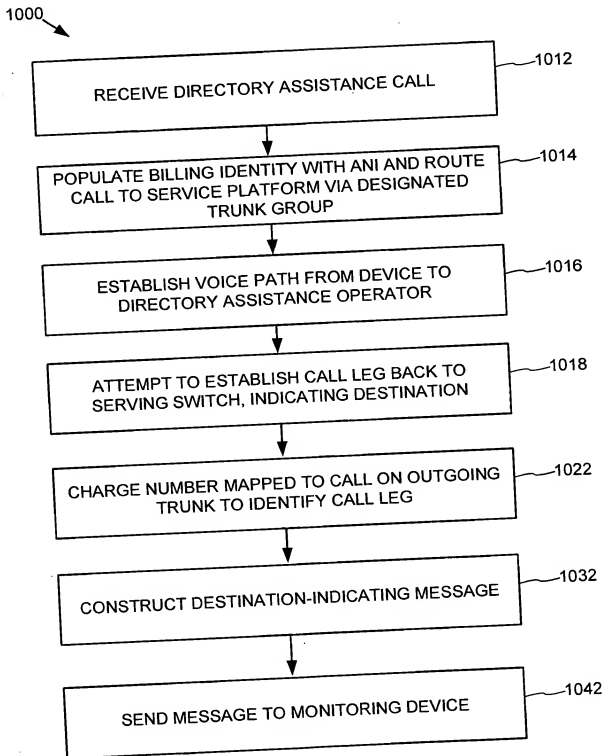 1000
RECEIVE DIRECTORY ASSISTANCE CALL
1012
POPULATE BILLING IDENTITY WITH ANI AND ROUTE
CALL TO SERVICE PLATFORM VIA DESIGNATED
TRUNK GROUP
1014
ESTABLISH VOICE PATH FROM DEVICE TO
DIRECTORY ASSISTANCE OPERATOR
1016
ATTEMPT TO ESTABLISH CALL LEG BACK TO
SERVING SWITCH, INDICATING DESTINATION
1018
CHARGE NUMBER MAPPED TO CALL ON OUTGOING
TRUNK TO IDENTIFY CALL LEG
1022
CONSTRUCT DESTINATION-INDICATING MESSAGE
1032
SEND MESSAGE TO MONITORING DEVICE
1042